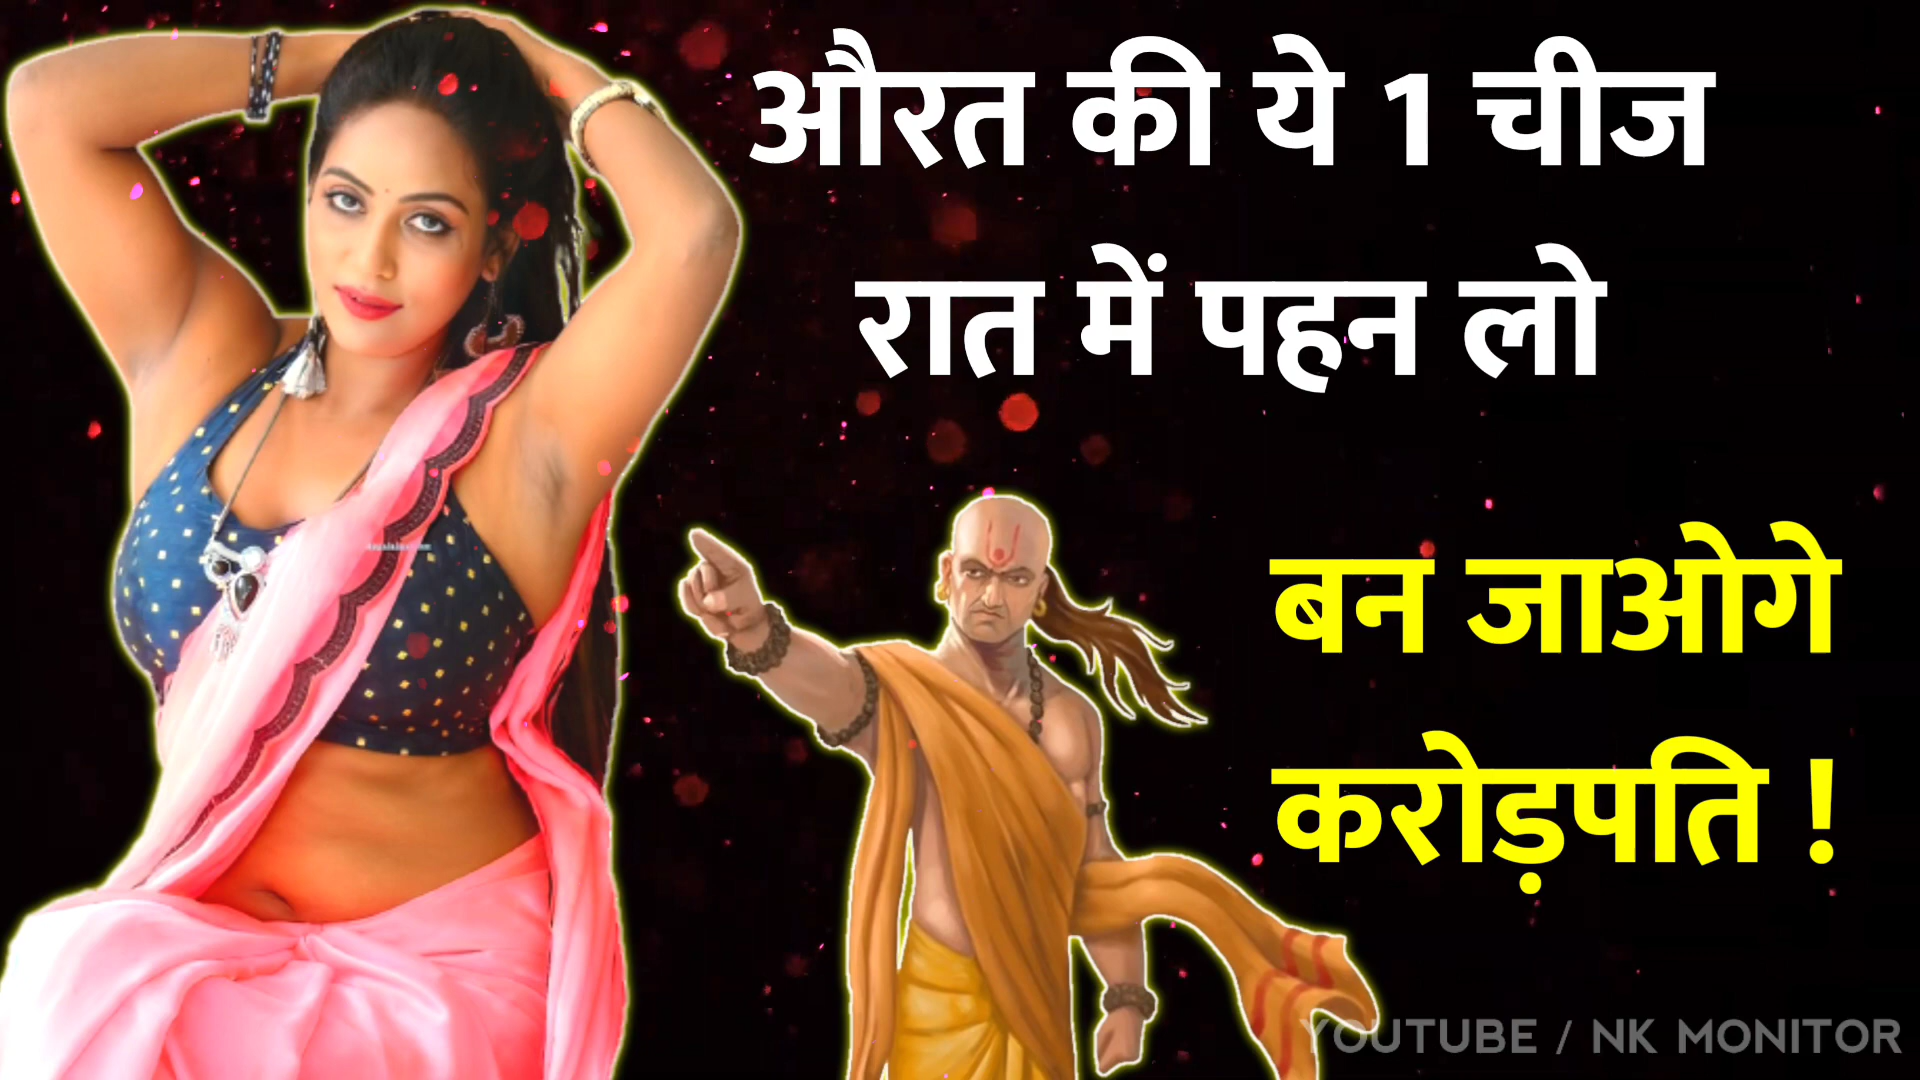 औरत की ये 1 चीज
रात में पहन लो
बन जाओगे
करोड़पति !
YOUTUBE / NK MONITOR